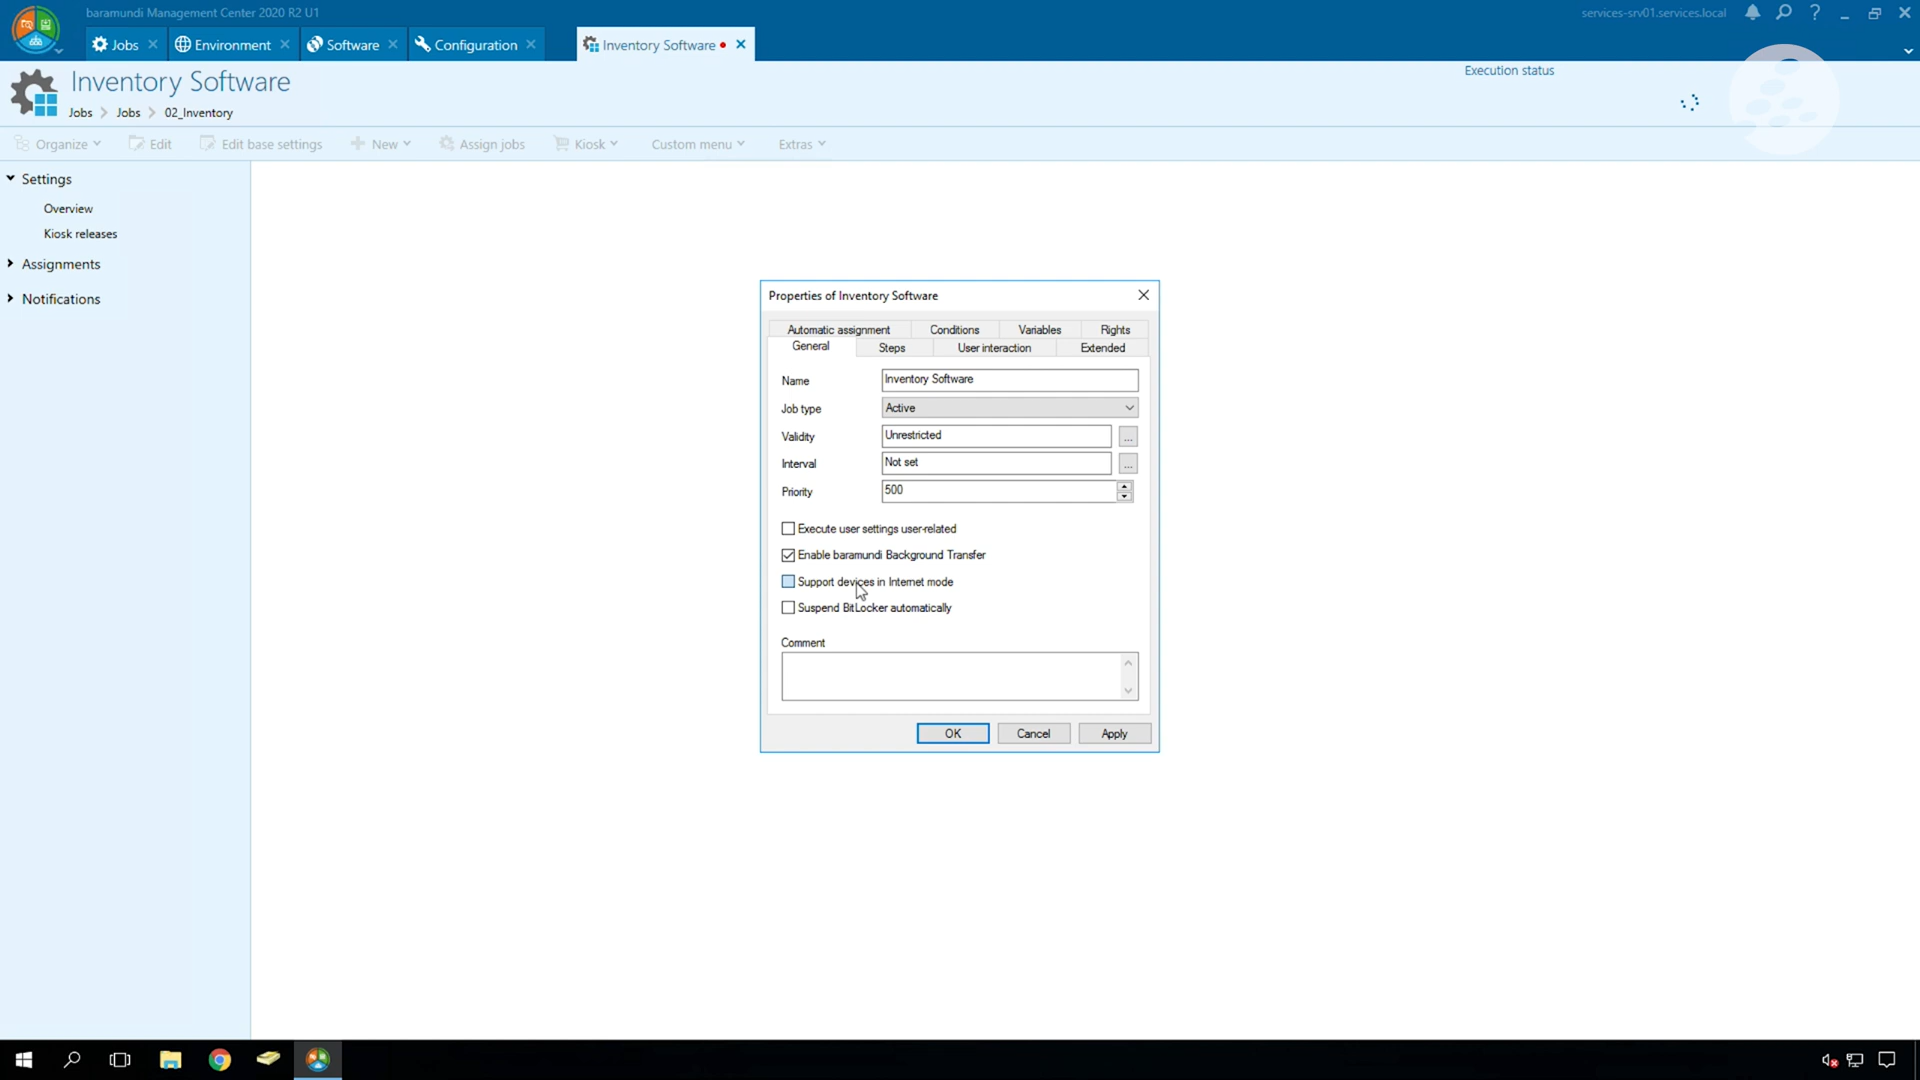 baramundi Management Center 2020 R2 U1
services-srv01.services.local
Jobs
Environment
Software
Configuration
Inventory Software
Inventory Software
Execution status
Jobs > Jobs > 02_Inventory
Organize
Edit
Edit base settings
New
Assign jobs
Kiosk
Custom menu
Extras
Settings
Overview
Kiosk releases
Assignments
Notifications
Properties of Inventory Software
Automatic assignment
Conditions
Variables
Rights
General
Steps
User interaction
Extended
Name
Inventory Software
Job type
Active
Validity
Unrestricted
...
Interval
Not set
...
Priority
500
Execute user settings user-related
Enable baramundi Background Transfer
Support devices in Internet mode
Suspend BitLocker automatically
Comment
OK
Cancel
Apply